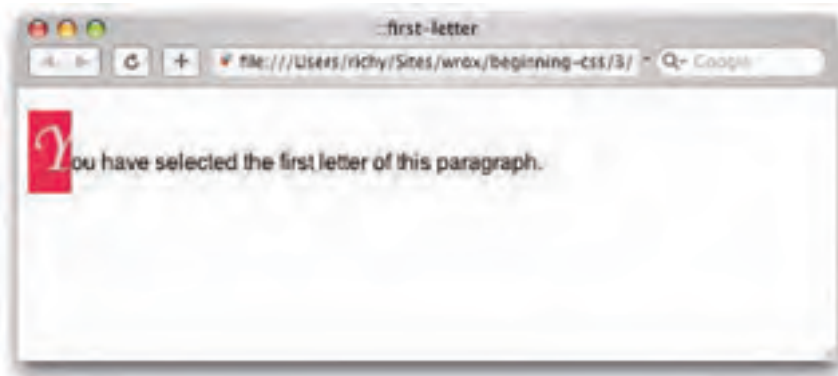 ::first-letter
file:///Users/richy/Sites/wrox/beginning-css/3/ Google
You have selected the first letter of this paragraph.